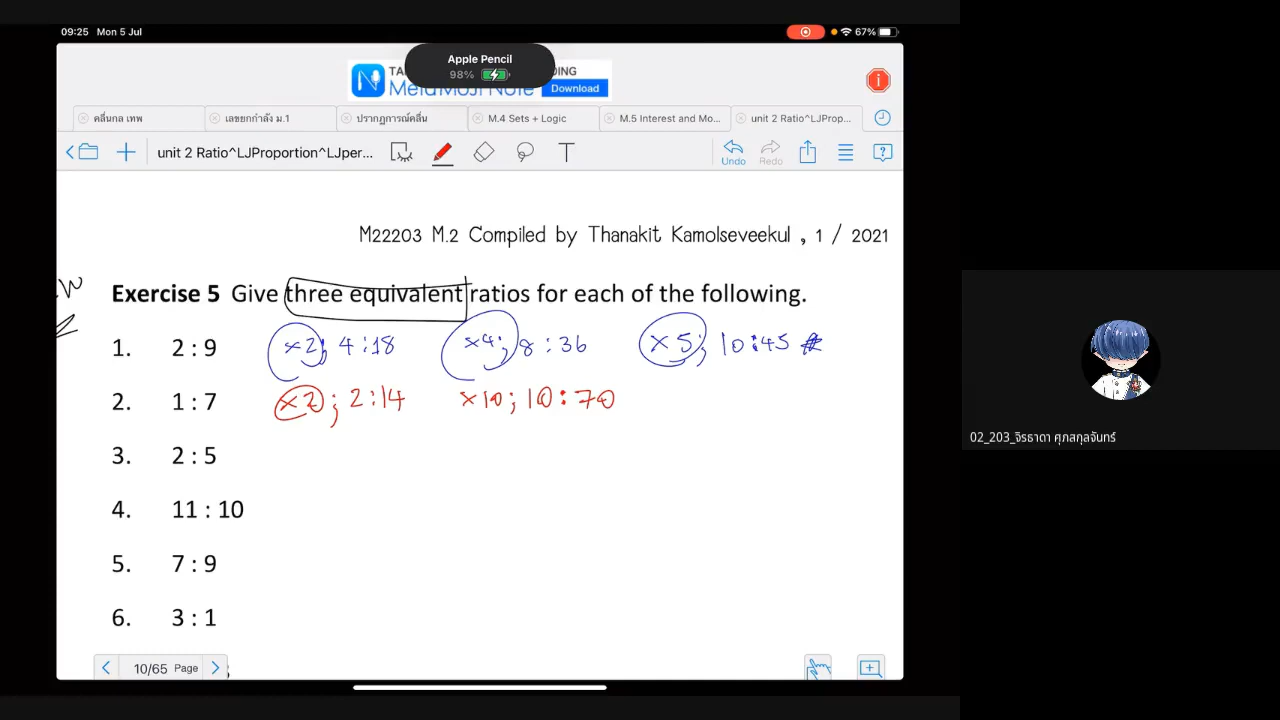 09:25 Mon 5 Jul
67%
Apple Pencil
98%
DING
MetaMoJi Note
Download
คลื่นกล เทพ
เลขยกกำลัง ม.1
ปรากฏการณ์คลื่น
M.4 Sets + Logic
M.5 Interest and Mo...
unit 2 Ratio^LJProp...
unit 2 Ratio^LJProportion^LJper...
T
Undo
Redo
M22203 M.2 Compiled by Thanakit Kamolseveekul , 1 / 2021
Exercise 5 Give three equivalent ratios for each of the following.
1. 2 : 9 ×2; 4:18 ×4; 8:36 ×5; 10:45
2. 1 : 7 ×2; 2:14 ×10; 10:70
3. 2 : 5
4. 11 : 10
5. 7 : 9
6. 3 : 1
10/65 Page
02_203_จิรธาดา ศุภสกุลจันทร์